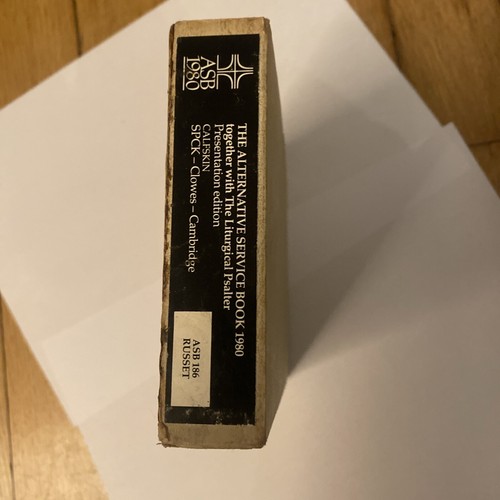 ASB
1980
THE ALTERNATIVE SERVICE BOOK 1980
together with The Liturgical Psalter
Presentation edition
CALFSKIN
SPCK – Clowes – Cambridge
ASB 186
RUSSET